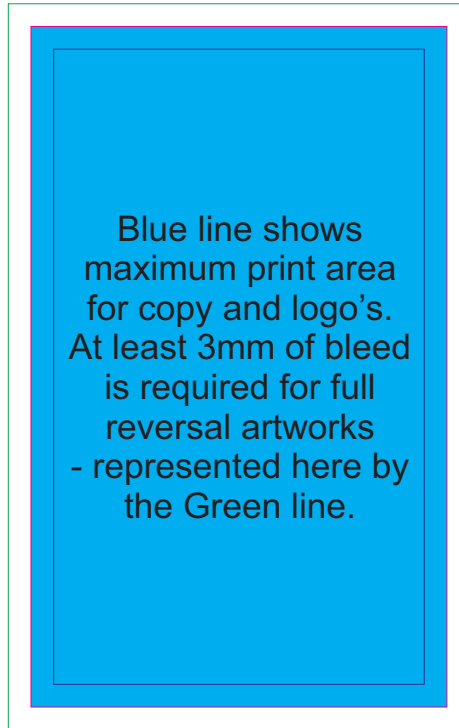 Blue line shows
maximum print area
for copy and logo’s.
At least 3mm of bleed
is required for full
reversal artworks
- represented here by
the Green line.